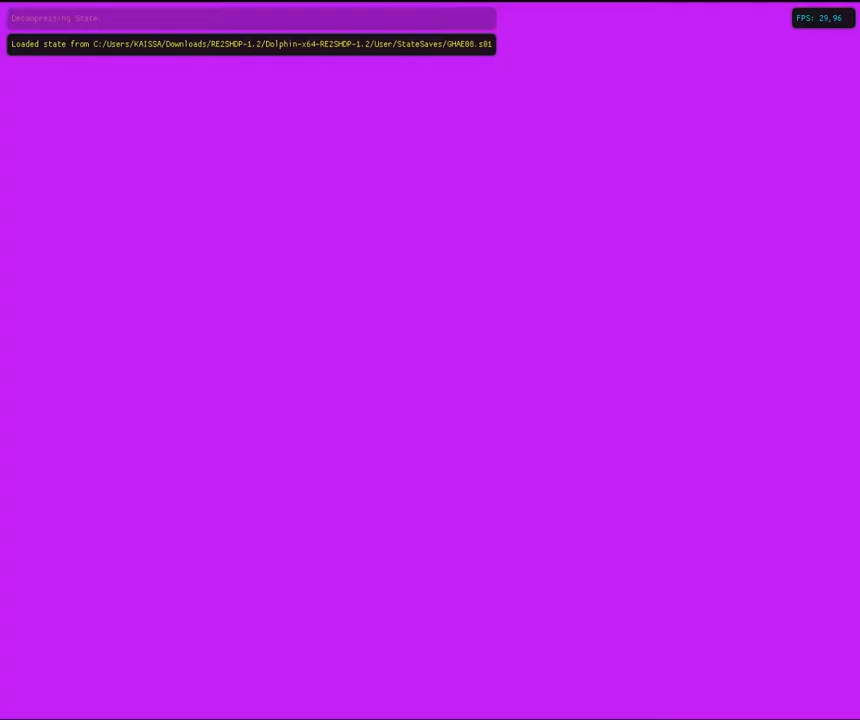 Decompressing State.
FPS: 29,96
Loaded state from C:/Users/KAISSA/Downloads/RE2SHDP-1.2/Dolphin-x64-RE2SHDP-1.2/User/StateSaves/GHAE08.s81